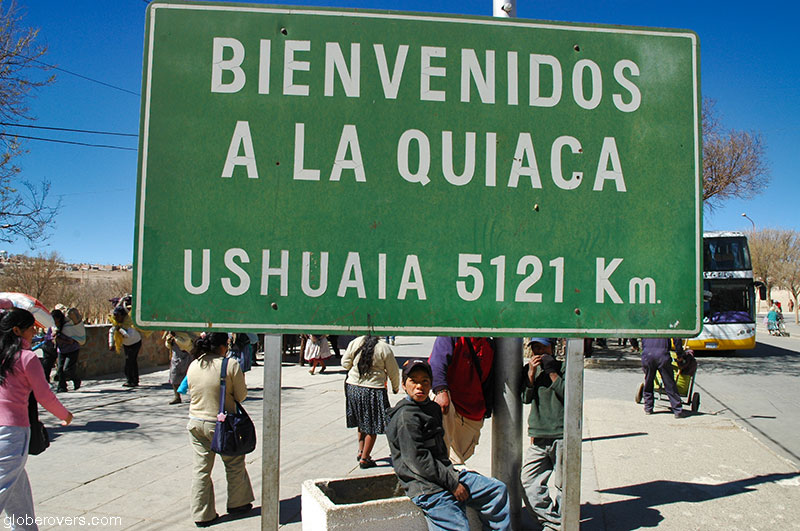 BIENVENIDOS
A LA QUIACA
USHUAIA 5121 Km.
globerovers.com